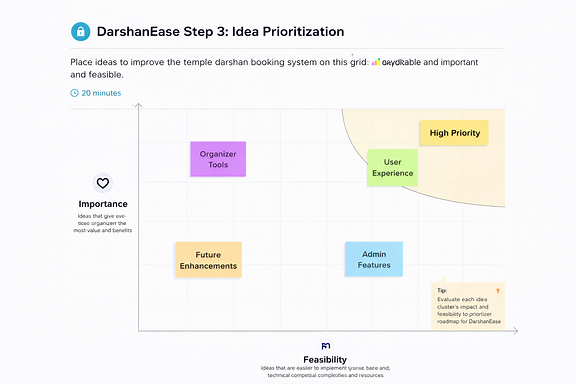 DarshanEase Step 3: Idea Prioritization
Place ideas to improve the temple darshan booking system on this grid: and important
and feasible.
20 minutes
High Priority
Organizer
Tools
User
Experience
Importance
Ideas that give
organizerr the
most value and benefits
Future
Enhancements
Admin
Features
Tip:
Evaluate each idea
cluster's impact and
feasibility to prioritizer
roadmap for DarshanEase
Feasibility
Ideas that are easier to implement and,
technical complexities and resources.